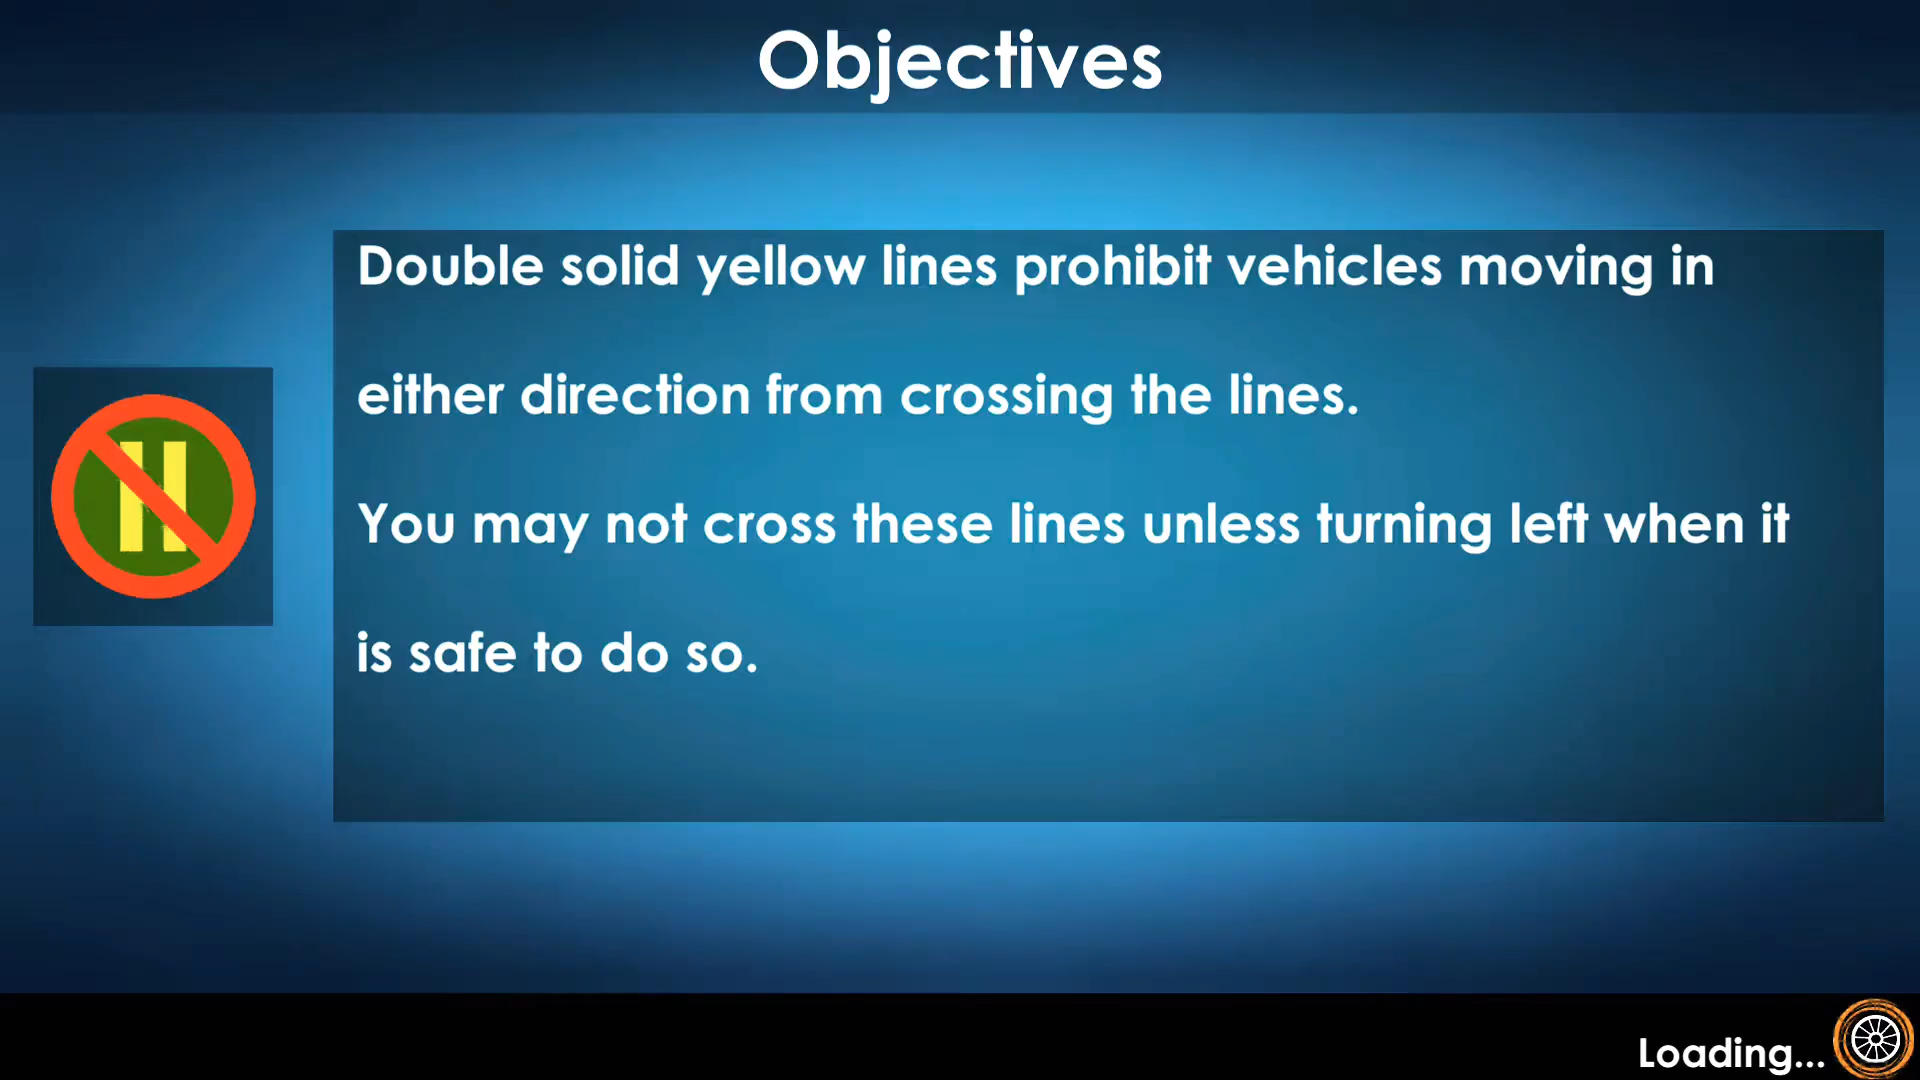 Objectives
Double solid yellow lines prohibit vehicles moving in
either direction from crossing the lines.
You may not cross these lines unless turning left when it
is safe to do so.
Loading...